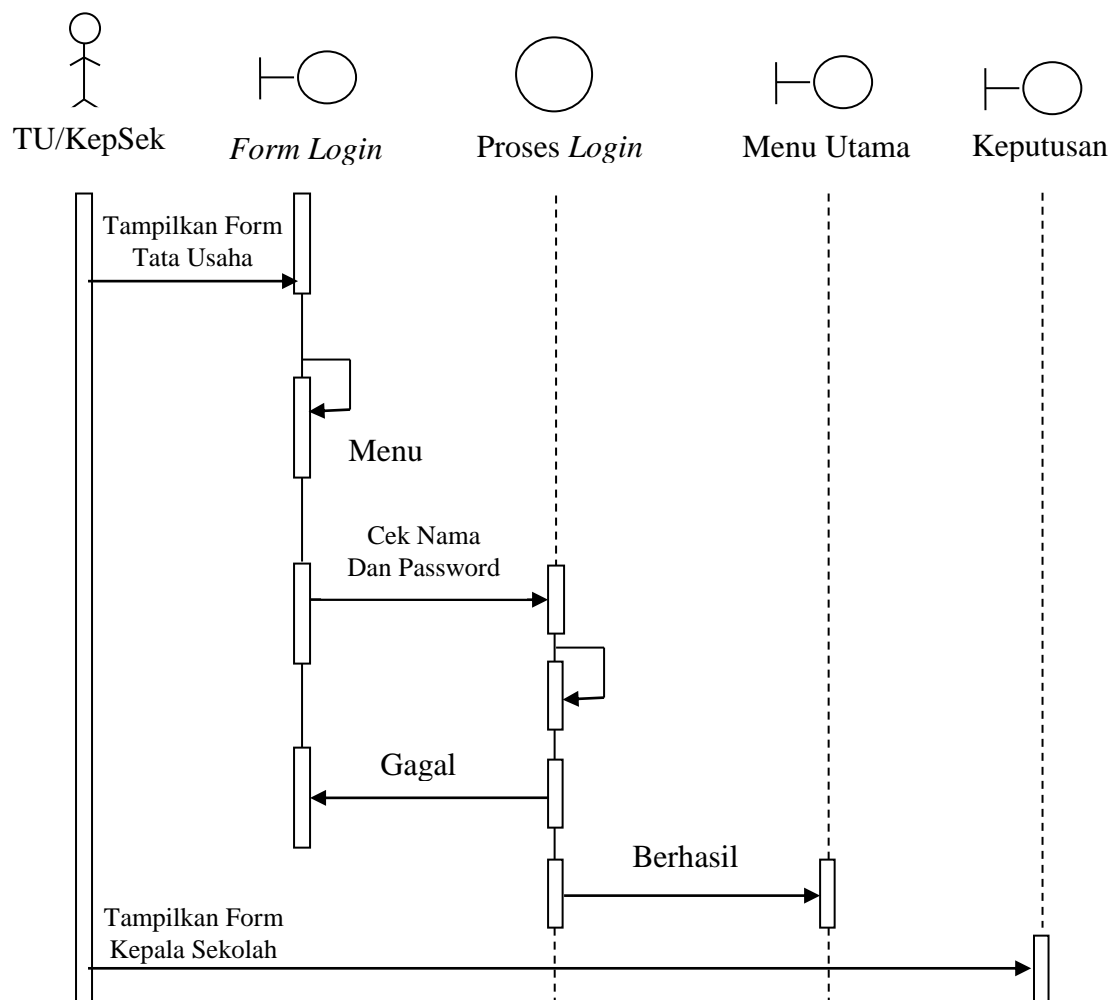 TU/KepSek
Form Login
Proses Login
Menu Utama
Keputusan
Tampilkan Form
Tata Usaha
Menu
Cek Nama
Dan Password
Gagal
Berhasil
Tampilkan Form
Kepala Sekolah